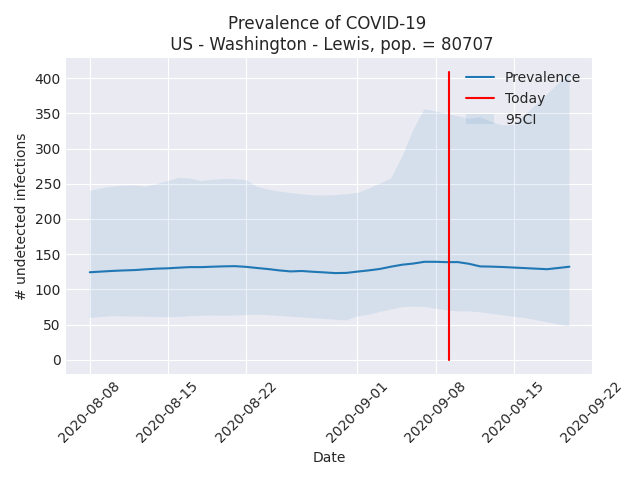 Prevalence of COVID-19
US - Washington - Lewis, pop. = 80707
Prevalence
Today
95CI
400
350
300
250
200
150
100
50
0
# undetected infections
2020-08-08
2020-08-15
2020-08-22
2020-09-01
2020-09-08
2020-09-15
2020-09-22
Date